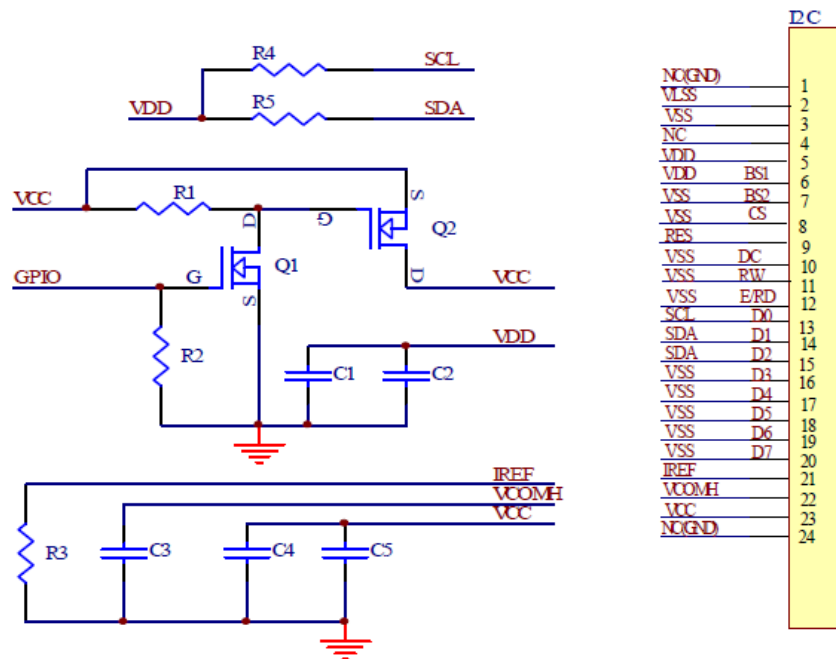 I2C
R4 SCL
VDD R5 SDA
VCC R1 D G S Q2
GPIO G Q1 S D VCC
R2 C1 C2 VDD
IREF
VCOMH
VCC
R3 C3 C4 C5
NC(GND) 1
VLSS 2
VSS 3
NC 4
VDD 5
VDD BS1 6
VSS BS2 7
VSS CS 8
RES 9
VSS DC 10
VSS RW 11
VSS E/RD 12
SCL D0 13
SDA D1 14
SDA D2 15
VSS D3 16
VSS D4 17
VSS D5 18
VSS D6 19
VSS D7 20
IREF 21
VCOMH 22
VCC 23
NC(GND) 24